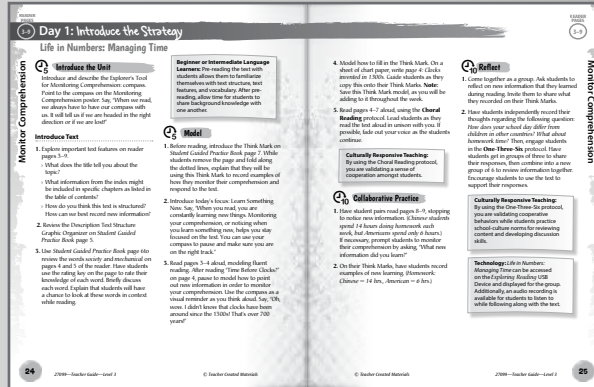 READER PAGES
3–9
Day 1: Introduce the Strategy
Life in Numbers: Managing Time
Monitor Comprehension
5
Introduce the Unit
Introduce and describe the Explorer's Tool
for Monitoring Comprehension: compass.
Point to the compass on the Monitoring
Comprehension poster. Say, "When we read,
we always have to have our compass with
us. It will tell us if we are headed in the right
direction or if we are lost!"
Introduce Text
1. Explore important text features on reader
pages 3–9.
• What does the title tell you about the
topic?
• What information from the index might
be included in specific chapters as listed in
the table of contents?
• How do you think this text is structured?
How can we best record new information?
2. Review the Description Text Structure
Graphic Organizer on Student Guided
Practice Book page 5.
3. Use Student Guided Practice Book page 6 to
review the words society and mechanical on
pages 4 and 5 of the reader. Have students
use the rating key on the page to rate their
knowledge of each word. Briefly discuss
each word. Explain that students will have
a chance to look at these words in context
while reading.
Beginner or Intermediate Language
Learners: Pre-reading the text with
students allows them to familiarize
themselves with text structure, text
features, and vocabulary. After pre-
reading, allow time for students to
share background knowledge with
one another.
5
Model
1. Before reading, introduce the Think Mark on
Student Guided Practice Book page 7. While
students remove the page and fold along
the dotted lines, explain that they will be
using this Think Mark to record examples of
how they monitor their comprehension and
respond to the text.
2. Introduce today's focus: Learning Something
New. Say, "When you read, you are
constantly learning new things. Monitoring
your comprehension, or noticing when
you learn something new, helps you stay
focused on the text. You can use your
compass to pause and make sure you are
on the right track."
3. Read pages 3–4 aloud, modeling fluent
reading. After reading "Time Before Clocks?"
on page 4, pause to model how to point
out new information in order to monitor
your comprehension. Use the compass as a
visual reminder as you think aloud. Say, "Oh,
wow. I didn't know that clocks have been
around since the 1300s! That's over 700
years!"
24
27099—Teacher Guide—Level 3
© Teacher Created Materials
4. Model how to fill in the Think Mark. On a
sheet of chart paper, write page 4: Clocks
invented in 1300s. Guide students as they
copy this onto their Think Marks. Note:
Save this Think Mark model, as you will be
adding to it throughout the week.
5. Read pages 4–7 aloud, using the Choral
Reading protocol. Lead students as they
read the text aloud in unison with you. If
possible, fade out your voice as the students
continue.
Culturally Responsive Teaching:
By using the Choral Reading protocol,
you are validating a sense of
cooperation amongst students.
10
Collaborative Practice
1. Have student pairs read pages 8–9, stopping
to notice new information. (Chinese students
spend 14 hours doing homework each
week, but Americans spend only 6 hours.) If
necessary, prompt students to monitor their
comprehension by asking, "What new
information did you learn?"
2. On their Think Marks, have students record
examples of new learning. (Homework:
Chinese = 14 hrs., American = 6 hrs.)
10
Reflect
1. Come together as a group. Ask students to
reflect on new information that they learned
during reading. Invite them to share what
they recorded on their Think Marks.
2. Have students independently record their
thoughts regarding the following question:
How does your school day differ from
children in other countries? What about
homework time? Then, engage students
in the One-Three-Six protocol. Have
students get in groups of three to share
their responses, then combine into a new
group of 6 to review information together.
Encourage students to use the text to
support their responses.
Culturally Responsive Teaching:
By using the One-Three-Six protocol,
you are validating cooperative
behaviors while students practice
school-culture norms for reviewing
content and developing discussion
skills.
Technology: Life in Numbers:
Managing Time can be accessed
on the Exploring Reading USB
Device and displayed for the group.
Additionally, an audio recording is
available for students to listen to
while following along with the text.
READER PAGES
3–9
Monitor Comprehension
© Teacher Created Materials
27099—Teacher Guide—Level 3
25